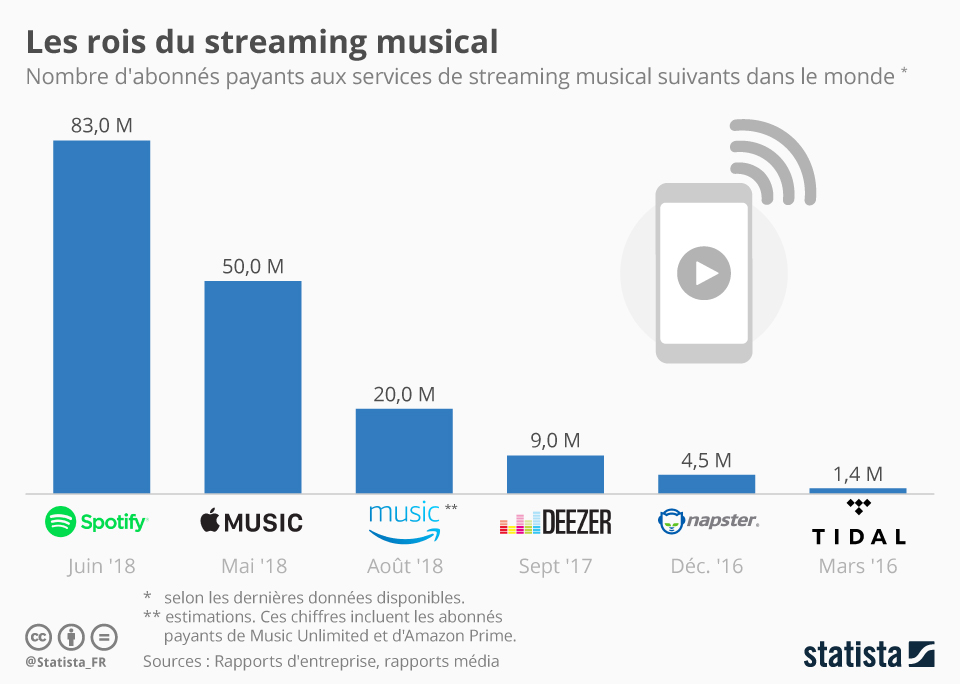 Les rois du streaming musical
Nombre d'abonnés payants aux services de streaming musical suivants dans le monde *
83,0 M
50,0 M
20,0 M
9,0 M
4,5 M
1,4 M
Spotify
MUSIC
music **
DEEZER
napster.
TIDAL
Juin '18
Mai '18
Août '18
Sept '17
Déc. '16
Mars '16
* selon les dernières données disponibles.
** estimations. Ces chiffres incluent les abonnés
payants de Music Unlimited et d'Amazon Prime.
cc
@Statista_FR
Sources : Rapports d'entreprise, rapports média
statista